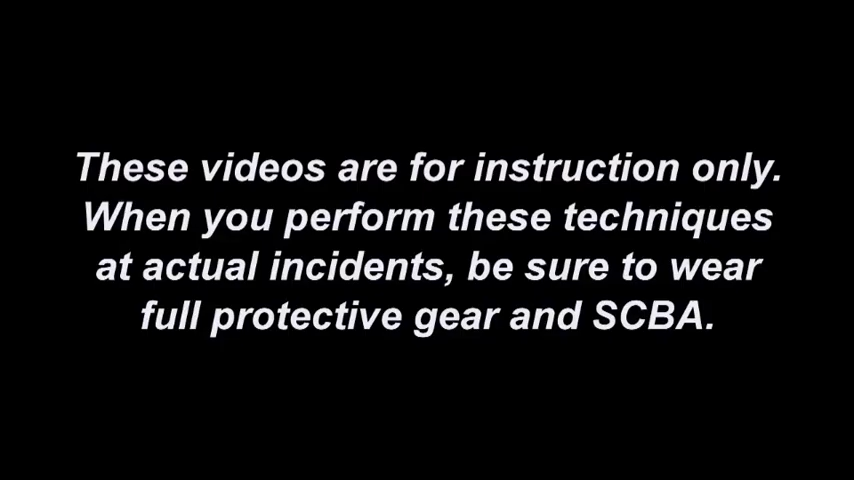 These videos are for instruction only.
When you perform these techniques
at actual incidents, be sure to wear
full protective gear and SCBA.